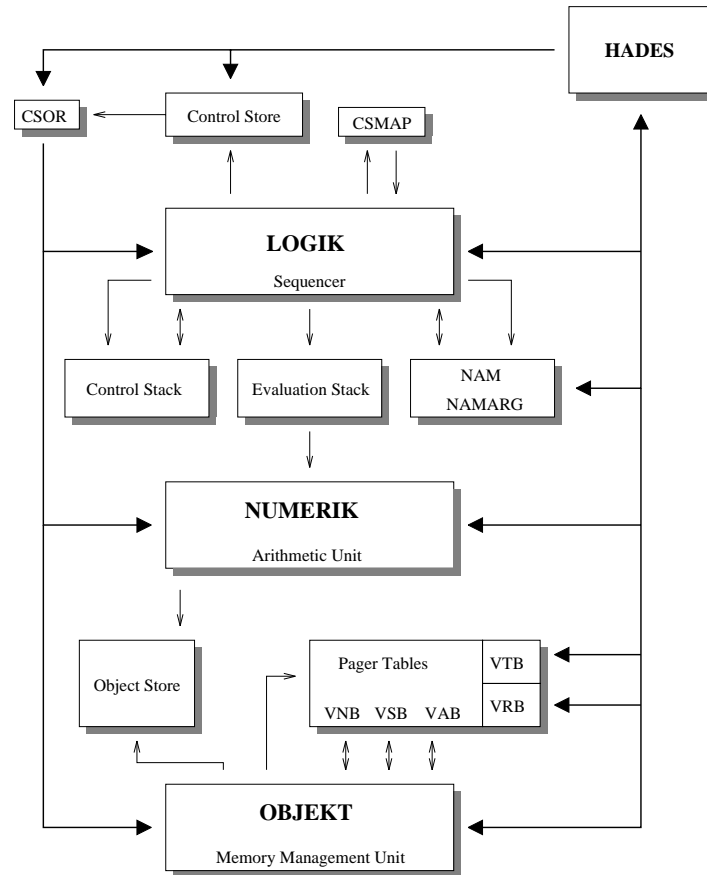 HADES
CSOR
Control Store
CSMAP
LOGIK
Sequencer
Control Stack
Evaluation Stack
NAM
NAMARG
NUMERIK
Arithmetic Unit
Object Store
Pager Tables
VTB
VNB VSB VAB
VRB
OBJEKT
Memory Management Unit